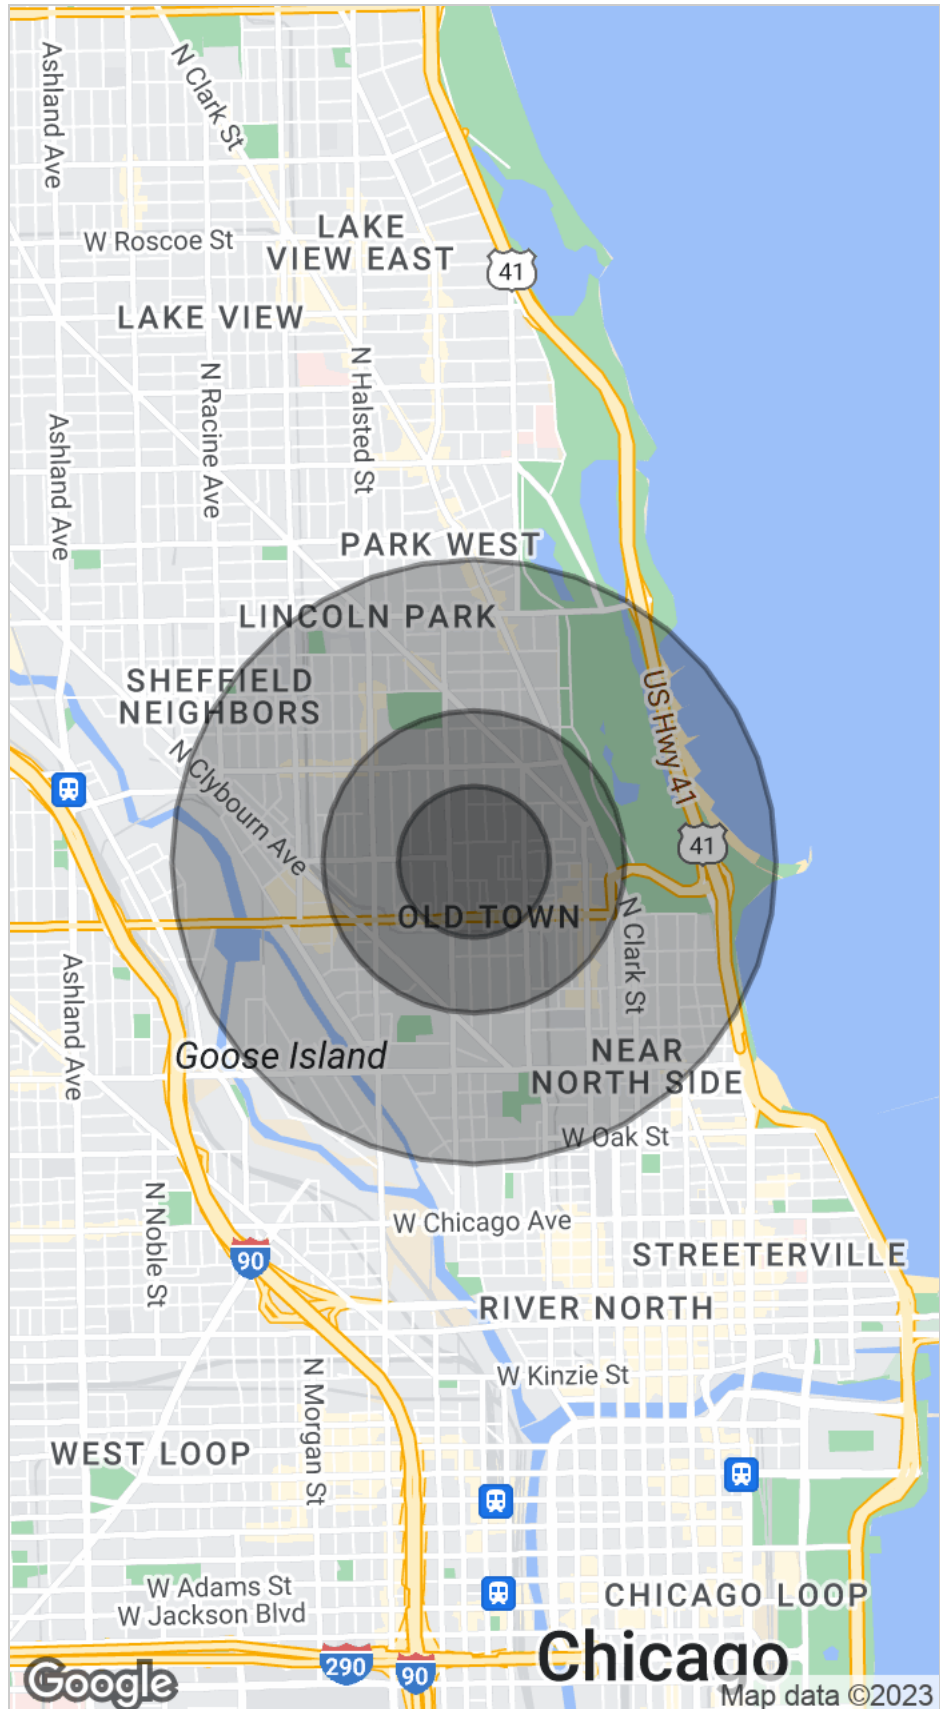 Ashland Ave
N Clark St
W Roscoe St
LAKE
VIEW EAST
41
LAKE VIEW
N Racine Ave
N Halsted St
Ashland Ave
PARK WEST
LINCOLN PARK
SHEFFIELD
NEIGHBORS
US Hwy 41
N Clybourn Ave
41
OLD TOWN
N Clark St
Ashland Ave
Goose Island
NEAR
NORTH SIDE
W Oak St
N Noble St
W Chicago Ave
90
STREETERVILLE
RIVER NORTH
W Kinzie St
N Morgan St
WEST LOOP
W Adams St
W Jackson Blvd
CHICAGO LOOP
Chicago
290
90
Google
Map data ©2023